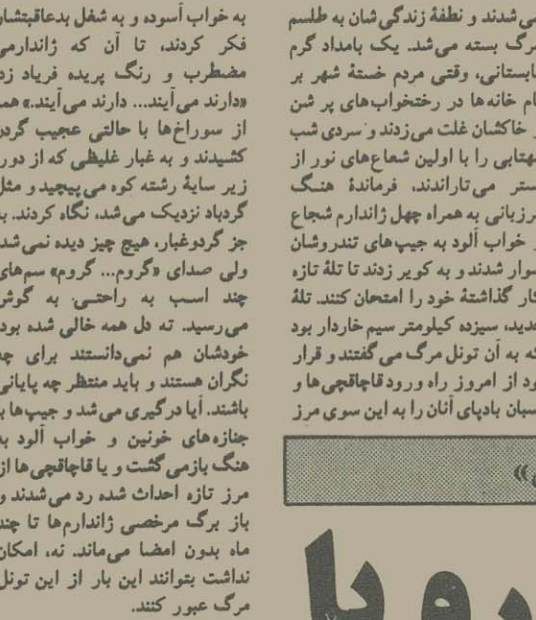 می‌شدند و نطفهٔ زندگی‌شان به طلسم
مرگ بسته می‌شد. یک بامداد گرم
تابستانی، وقتی مردم خستهٔ شهر بر
بام خانه‌ها در رختخواب‌های پر شن
و خاکشان غلت می‌زدند و سردی شب
مهتابی را با اولین شعاع‌های نور از
بستر می‌تاراندند، فرماندهٔ هنگ
مرزبانی به همراه چهل ژاندارم شجاع
و خواب آلود به جیپ‌های تندروشان
سوار شدند و به کویر زدند تا تلهٔ تازه
کار گذاشتهٔ خود را امتحان کنند. تلهٔ
جدید، سیزده کیلومتر سیم خاردار بود
که به آن تونل مرگ می‌گفتند و قرار
بود از امروز راه ورود قاچاقچی‌ها و
اسبان بادپای آنان را به این سوی مرز
به خواب آسوده و به شغل بدعاقبتشان
فکر کردند، تا آن که ژاندارمی
مضطرب و رنگ پریده فریاد زد
«دارند می‌آیند... دارند می‌آیند.» همه
از سوراخ‌ها با حالتی عجیب گردن
کشیدند و به غبار غلیظی که از دور
زیر سایهٔ رشته کوه می‌پیچید و مثل
گردباد نزدیک می‌شد، نگاه کردند. به
جز گردوغبار، هیچ چیز دیده نمی‌شد
ولی صدای «گروم... گروم» سم‌های
چند اسب به راحتی به گوش
می‌رسید. ته دل همه خالی شده بود.
خودشان هم نمی‌دانستند برای چه
نگران هستند و باید منتظر چه پایانی
باشند. آیا درگیری می‌شد و جیپ‌ها با
جنازه‌های خونین و خواب آلود به
هنگ بازمی‌گشت و یا قاچاقچی‌ها از
مرز تازه احداث شده رد می‌شدند و
باز برگ مرخصی ژاندارم‌ها تا چند
ماه بدون امضا می‌ماند. نه، امکان
نداشت بتوانند این بار از این تونل
مرگ عبور کنند.